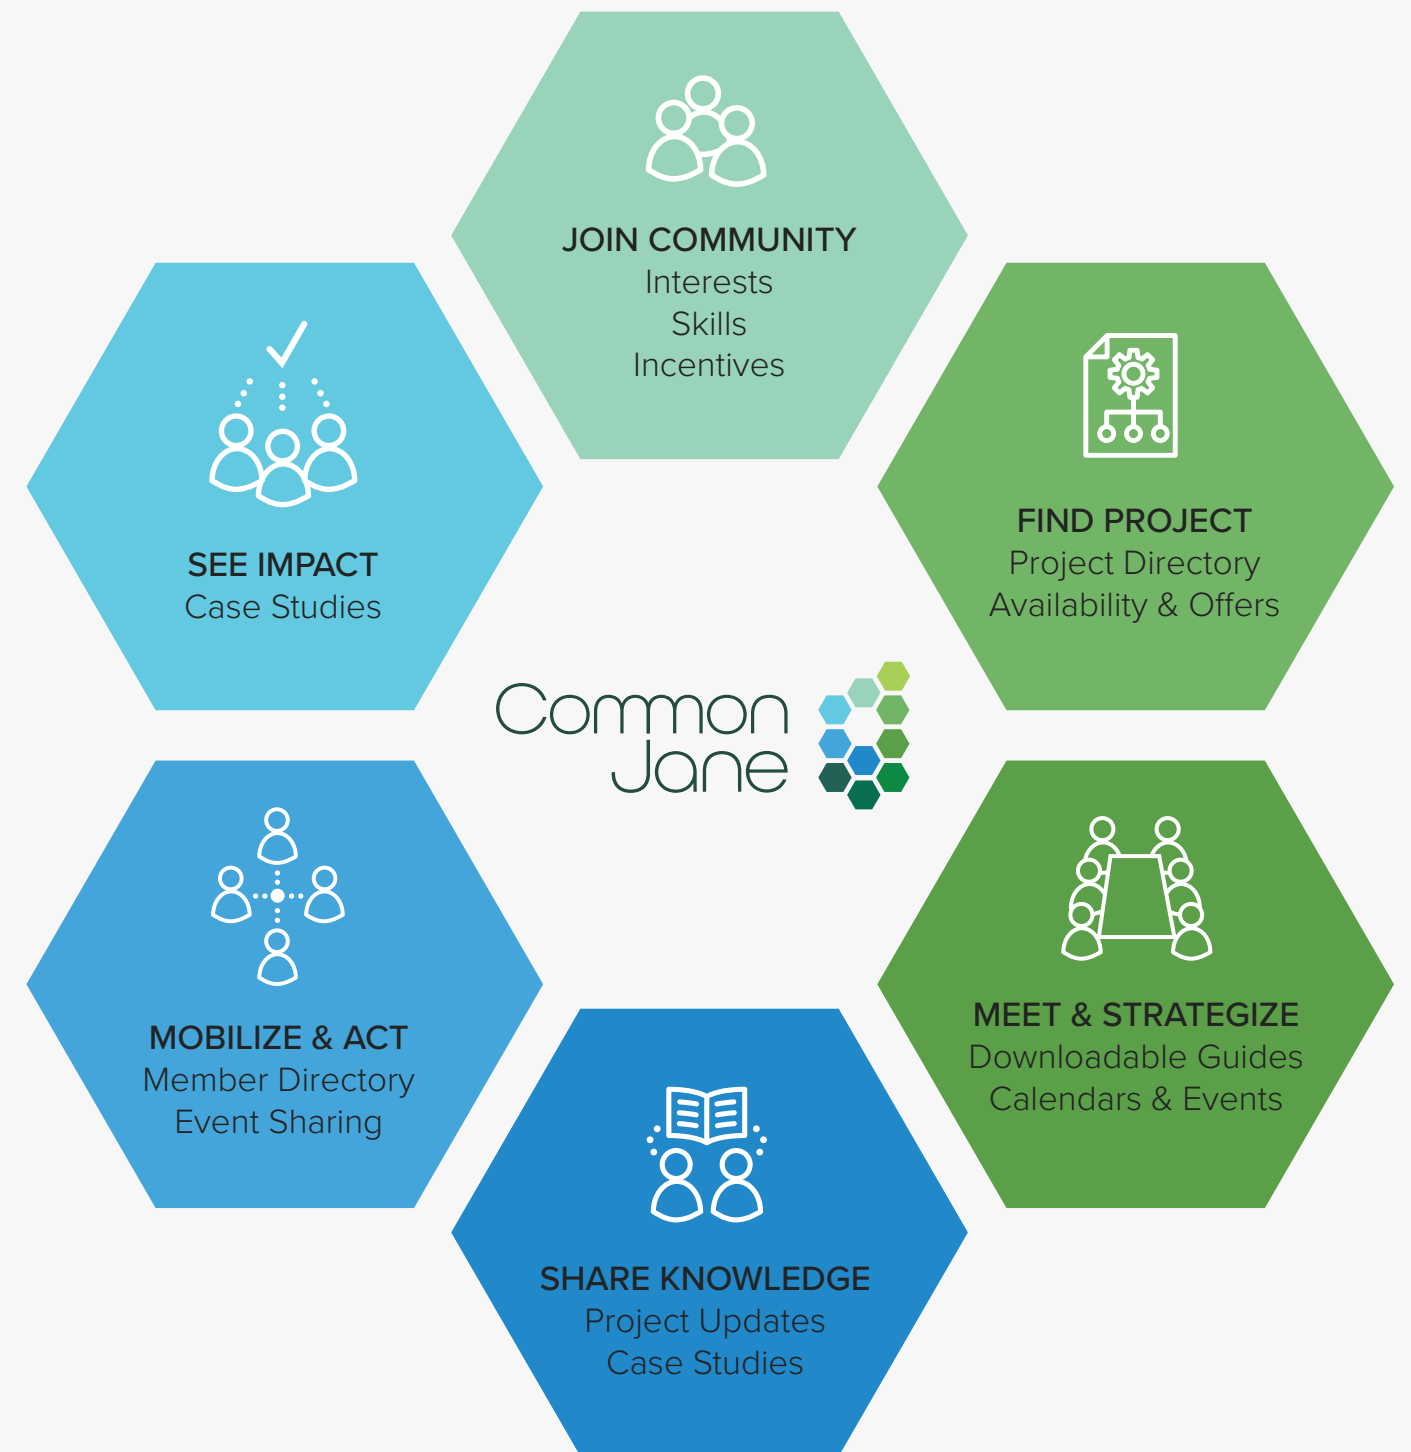 JOIN COMMUNITY
Interests
Skills
Incentives
FIND PROJECT
Project Directory
Availability & Offers
MEET & STRATEGIZE
Downloadable Guides
Calendars & Events
SHARE KNOWLEDGE
Project Updates
Case Studies
MOBILIZE & ACT
Member Directory
Event Sharing
SEE IMPACT
Case Studies
Common
Jane